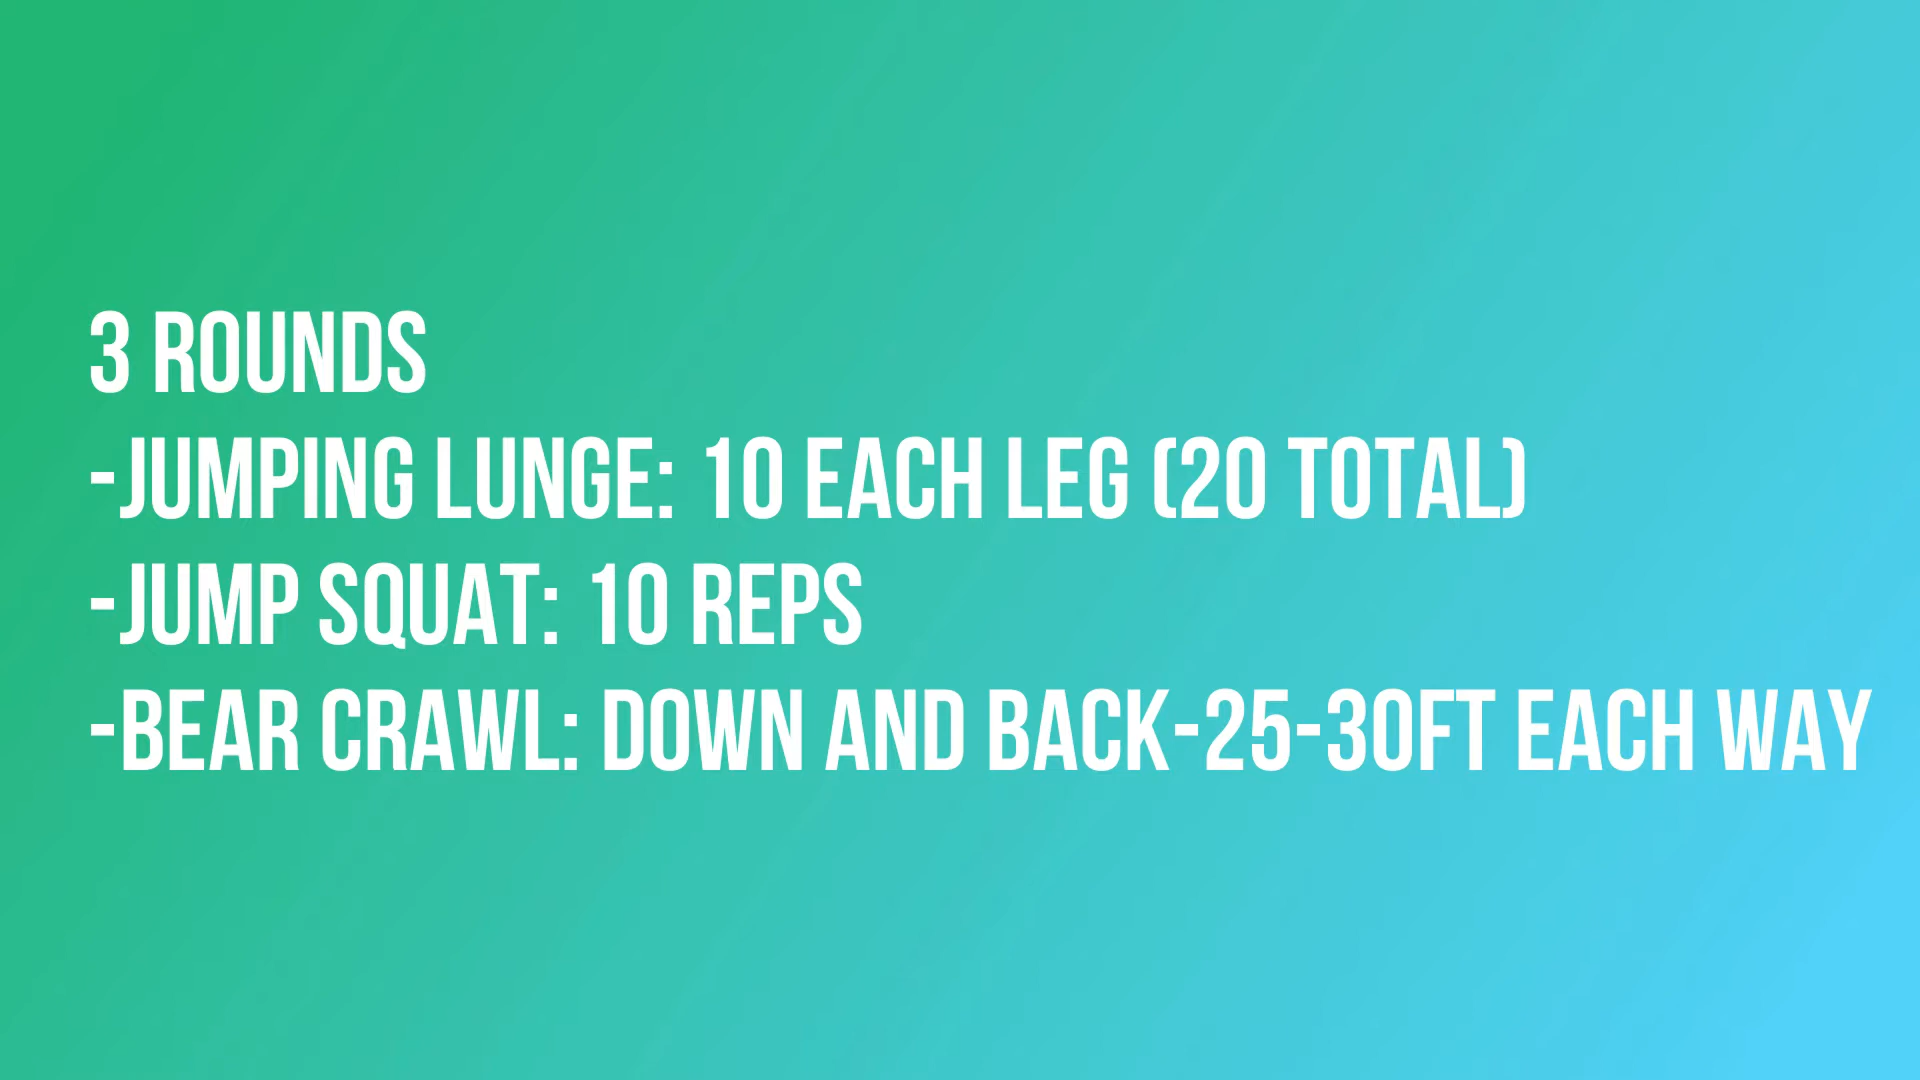 3 ROUNDS
-JUMPING LUNGE: 10 EACH LEG (20 TOTAL)
-JUMP SQUAT: 10 REPS
-BEAR CRAWL: DOWN AND BACK-25-30FT EACH WAY